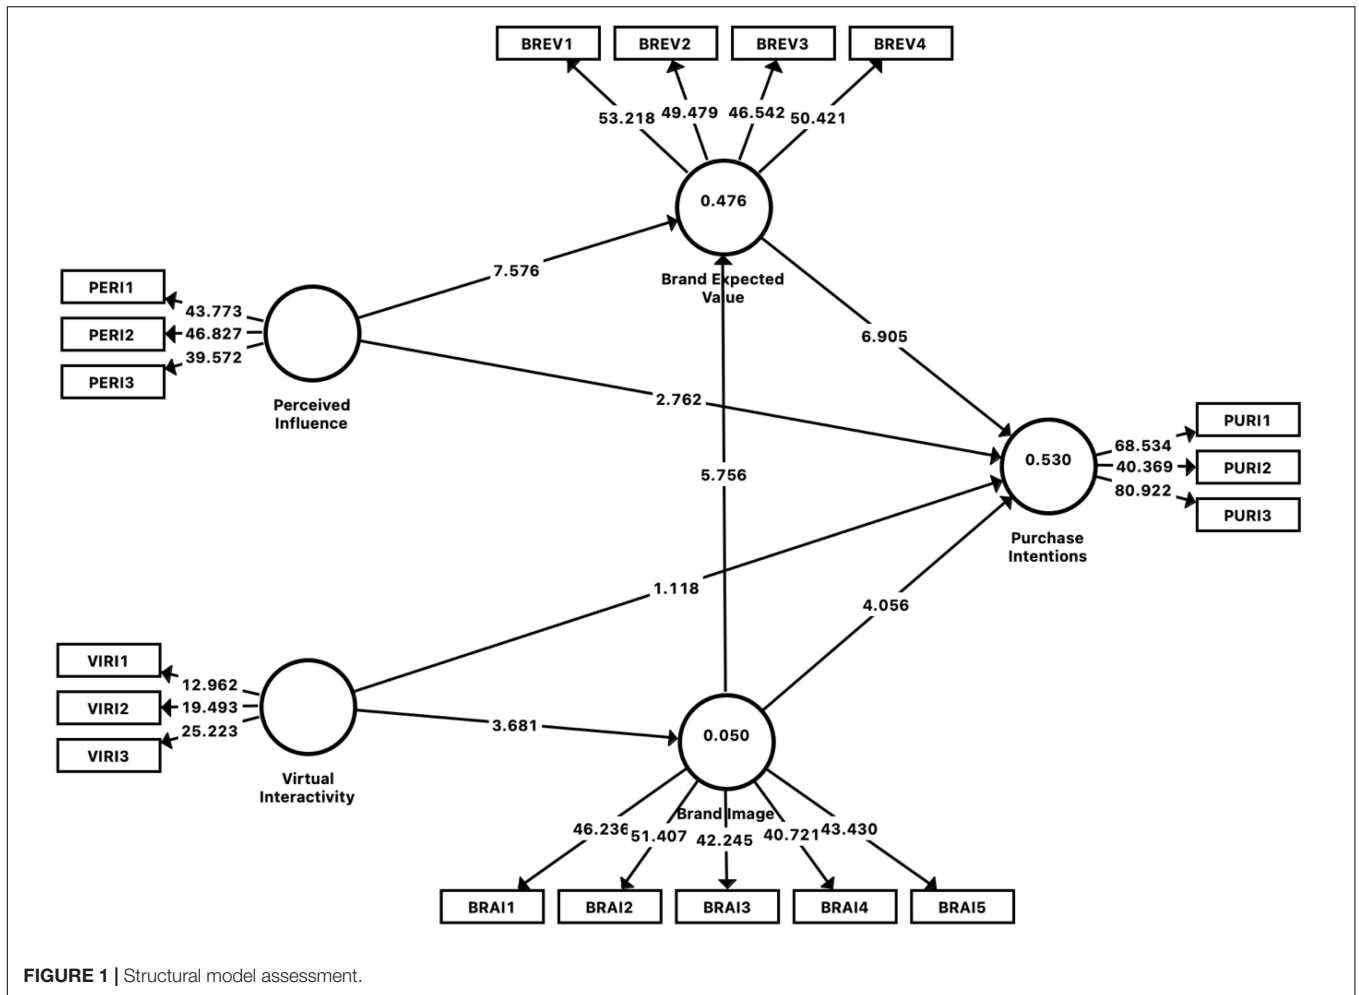 BREV1 BREV2 BREV3 BREV4
53.218 49.479 46.542 50.421
0.476
Brand Expected
Value
7.576
PERI1
43.773
PERI2
46.827
PERI3
39.572
Perceived
Influence
6.905
2.762
5.756
0.530
Purchase
Intentions
PURI1
68.534
PURI2
40.369
PURI3
80.922
1.118
4.056
VIRI1
12.962
VIRI2
19.493
VIRI3
25.223
Virtual
Interactivity
3.681
0.050
Brand Image
46.236 51.407 42.245 40.721 43.430
BRAI1 BRAI2 BRAI3 BRAI4 BRAI5
FIGURE 1 | Structural model assessment.